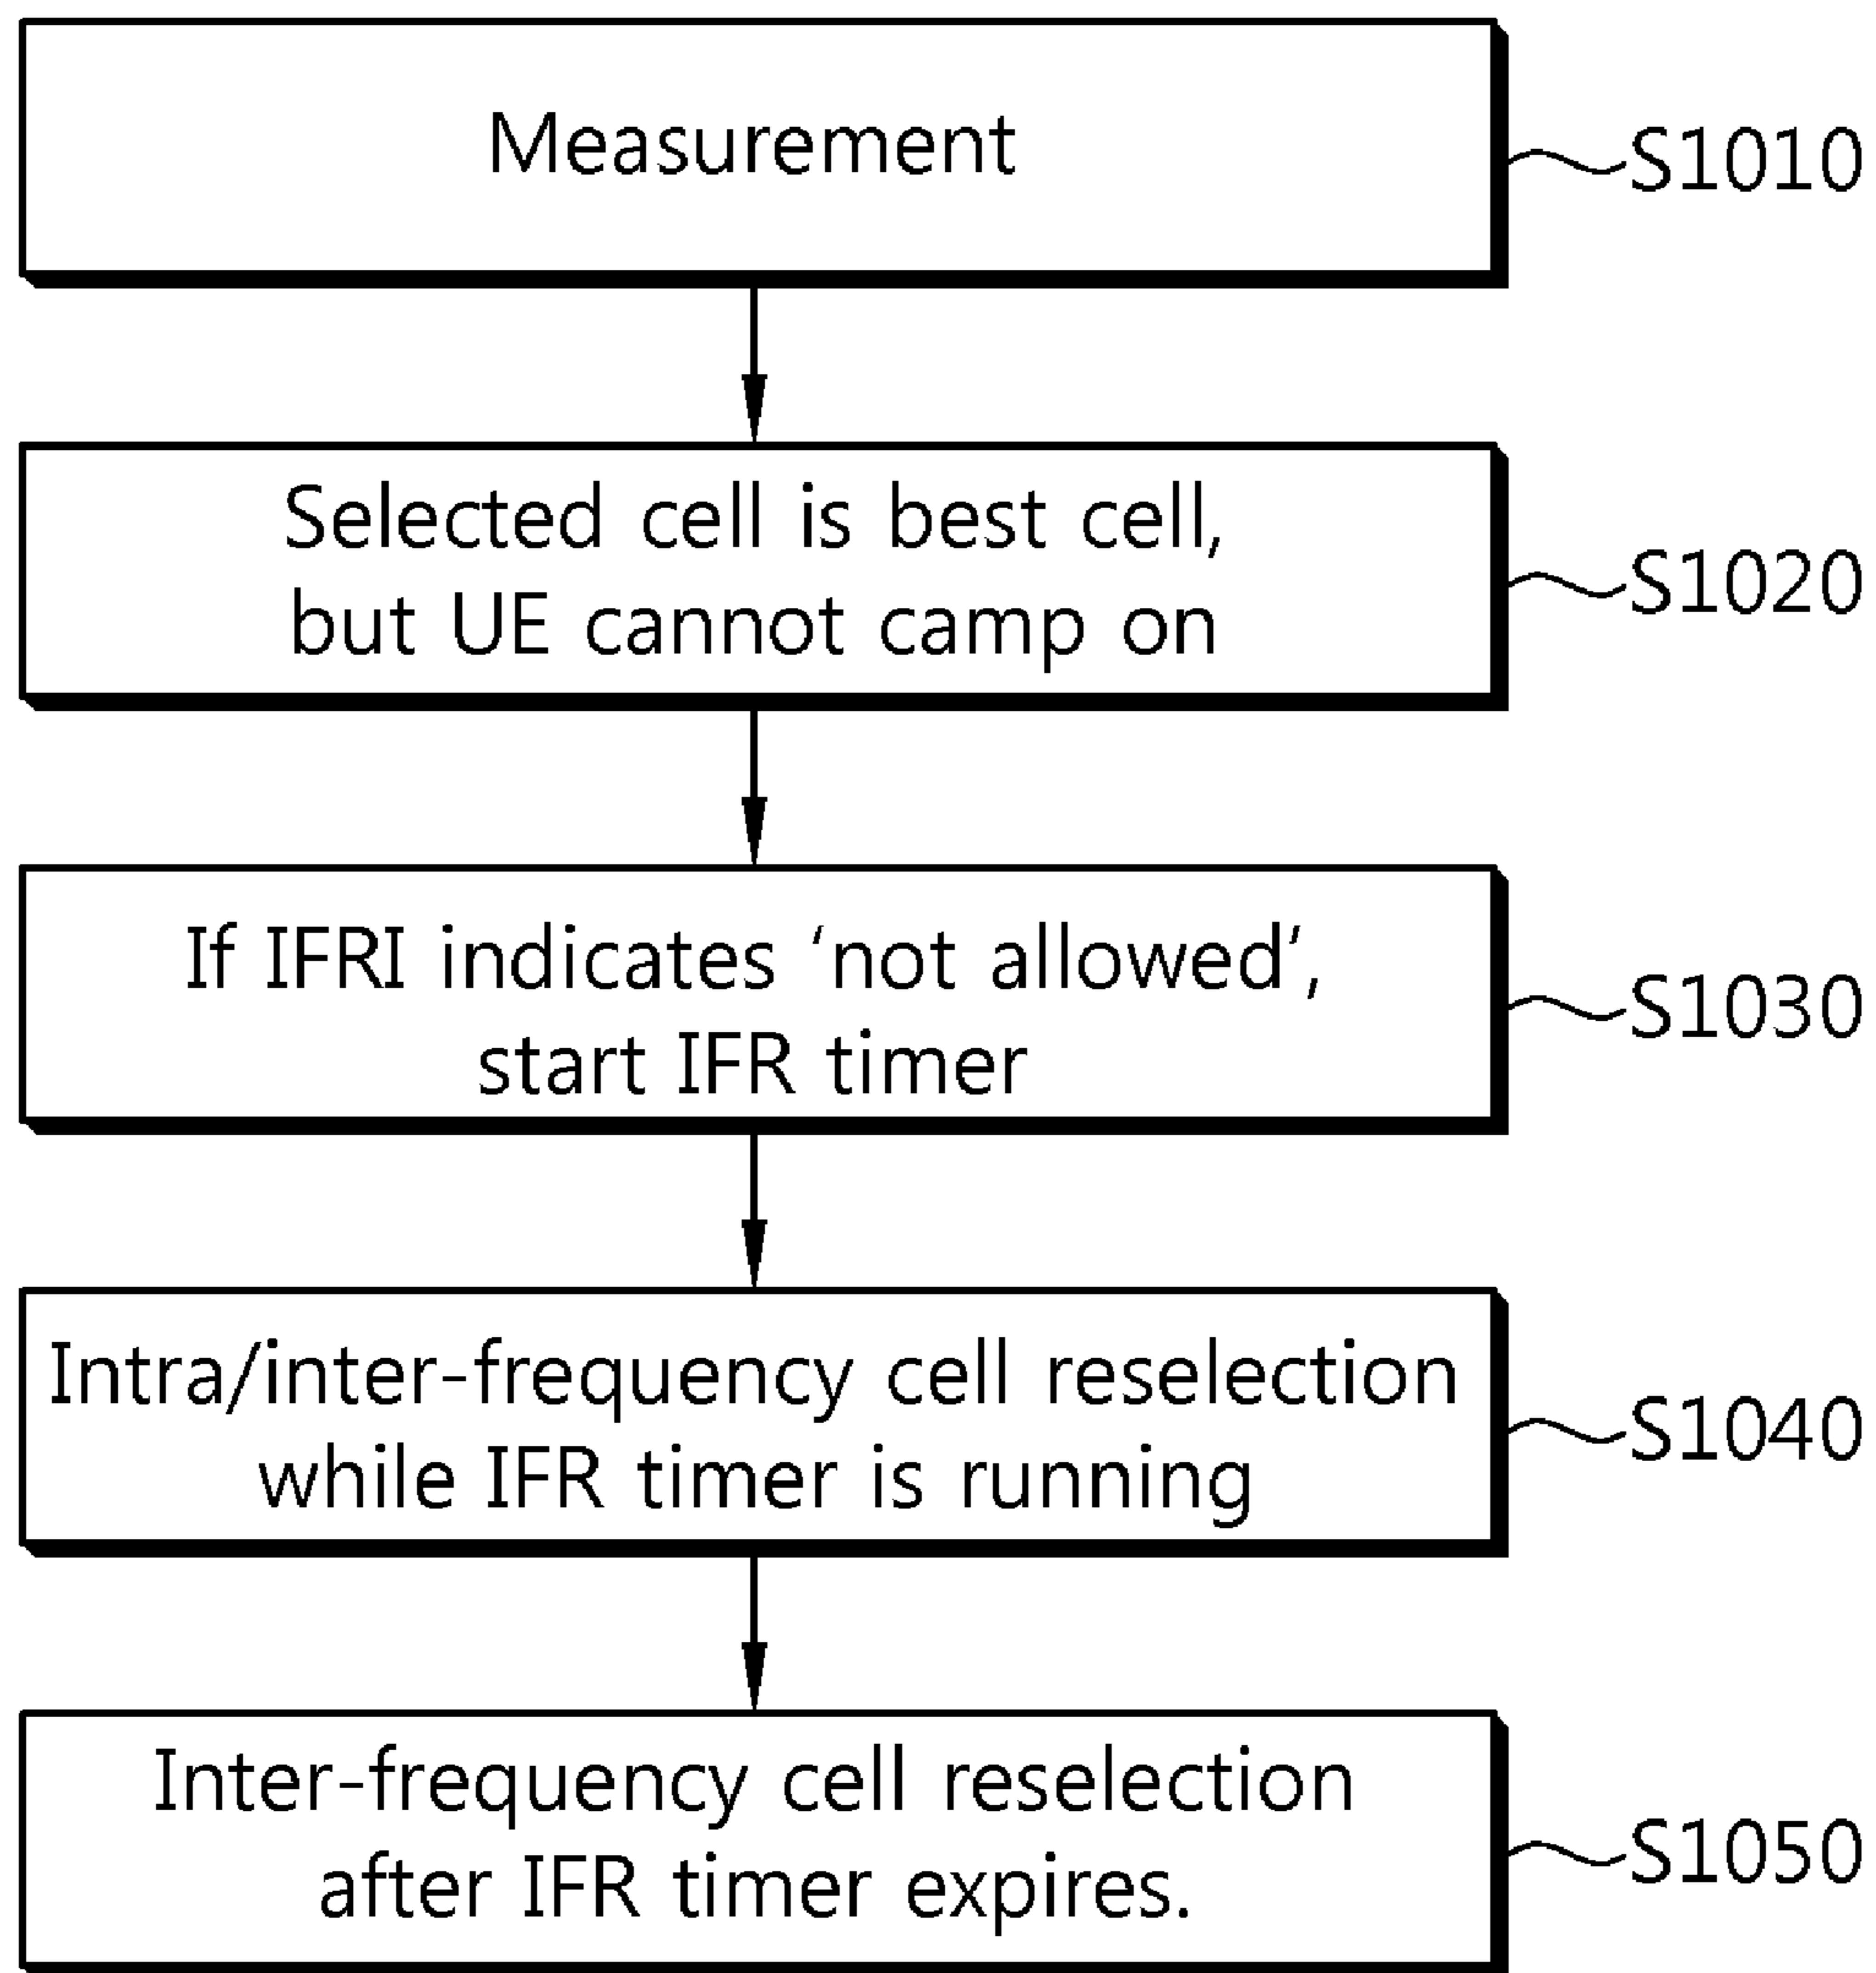 Measurement
S1010
Selected cell is best cell,
but UE cannot camp on
S1020
If IFRI indicates ‘not allowed’,
start IFR timer
S1030
Intra/inter-frequency cell reselection
while IFR timer is running
S1040
Inter-frequency cell reselection
after IFR timer expires.
S1050